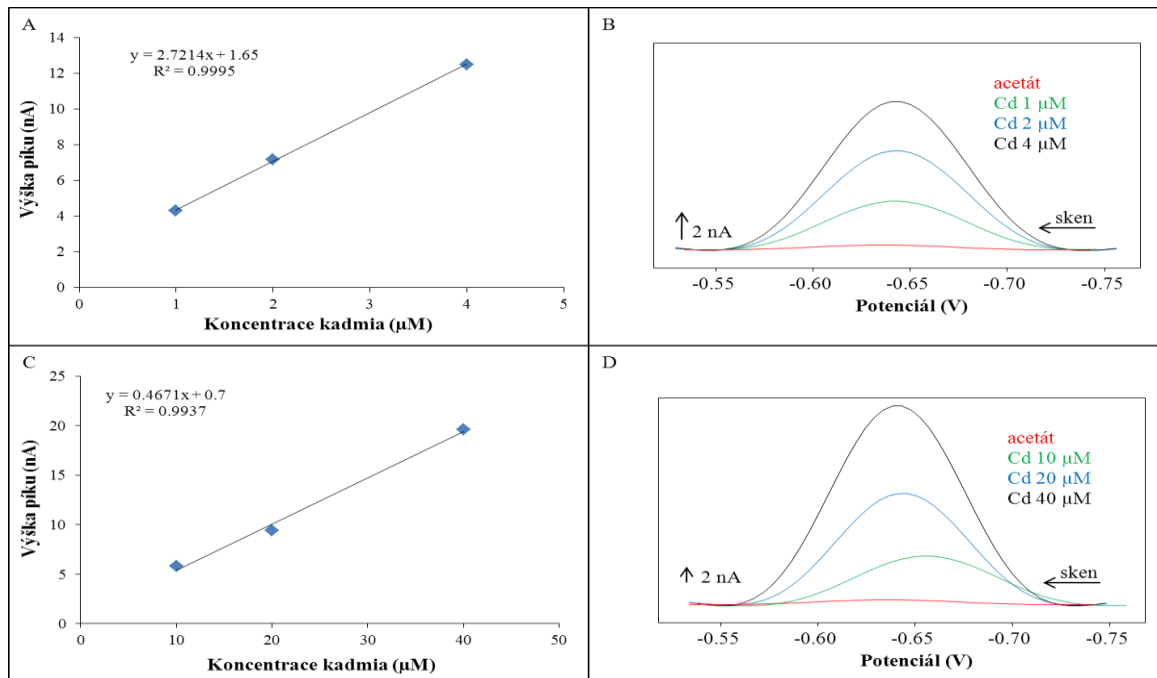 A
y = 2.7214x + 1.65
R² = 0.9995
Výška píku (nA)
14
12
10
8
6
4
2
0
0 1 2 3 4 5
Koncentrace kadmia (µM)
B
acetát
Cd 1 µM
Cd 2 µM
Cd 4 µM
2 nA
sken
-0.55 -0.60 -0.65 -0.70 -0.75
Potenciál (V)
C
y = 0.4671x + 0.7
R² = 0.9937
Výška píku (nA)
25
20
15
10
5
0
0 10 20 30 40 50
Koncentrace kadmia (µM)
D
acetát
Cd 10 µM
Cd 20 µM
Cd 40 µM
2 nA
sken
-0.55 -0.60 -0.65 -0.70 -0.75
Potenciál (V)